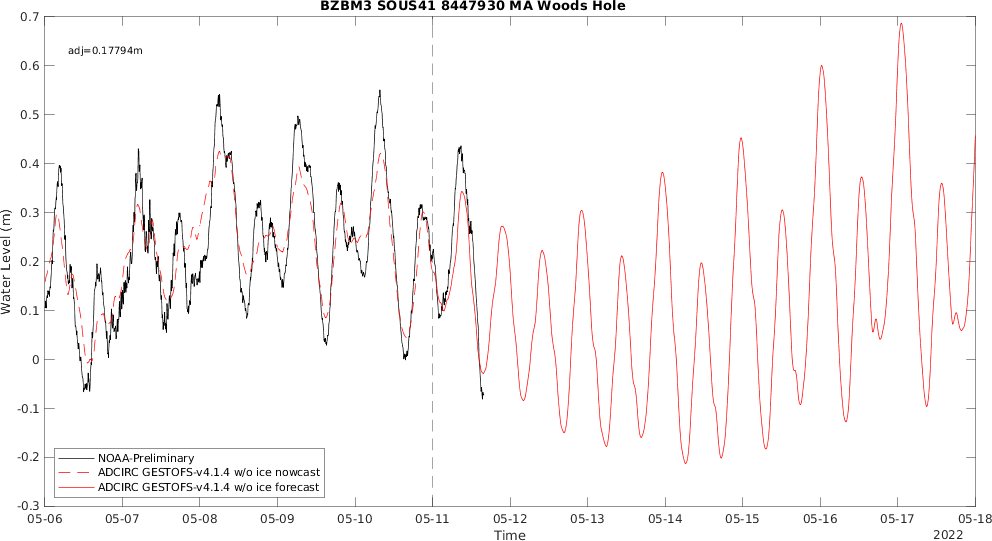 BZBM3 SOUS41 8447930 MA Woods Hole
adj=0.17794m
0.7
0.6
0.5
0.4
0.3
0.2
0.1
0
-0.1
-0.2
-0.3
Water Level (m)
NOAA-Preliminary
ADCIRC GESTOFS-v4.1.4 w/o ice nowcast
ADCIRC GESTOFS-v4.1.4 w/o ice forecast
05-06 05-07 05-08 05-09 05-10 05-11 05-12 05-13 05-14 05-15 05-16 05-17 05-18
Time
2022